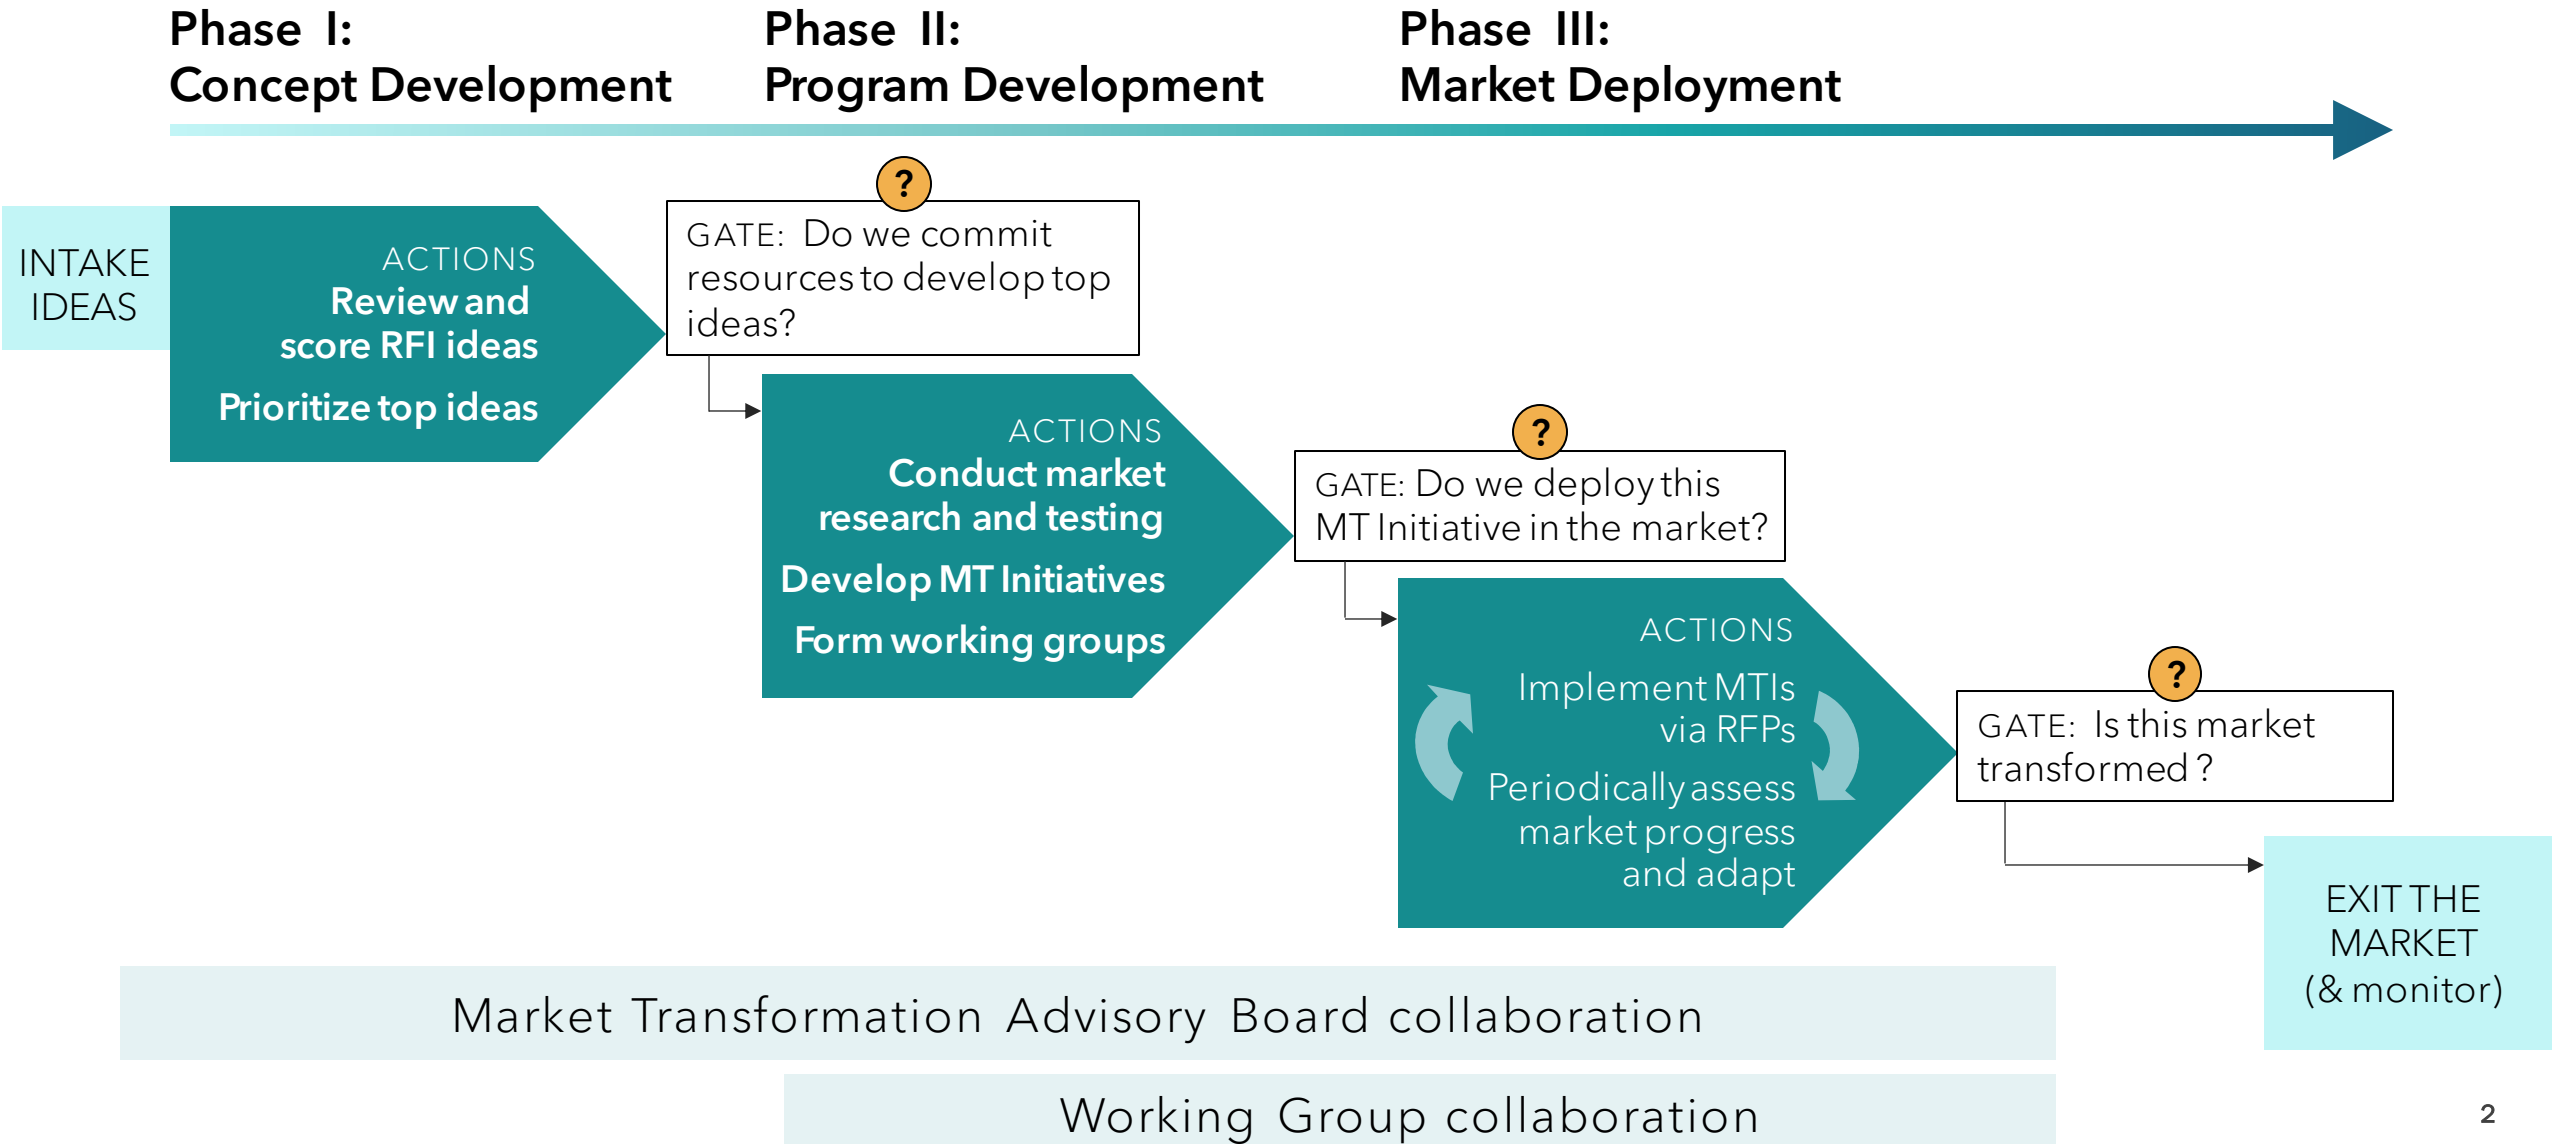 Phase I:
Concept Development
Phase II:
Program Development
Phase III:
Market Deployment
INTAKE
IDEAS
ACTIONS
Review and
score RFI ideas
Prioritize top ideas
?
GATE: Do we commit
resources to develop top
ideas?
ACTIONS
Conduct market
research and testing
Develop MT Initiatives
Form working groups
?
GATE: Do we deploy this
MT Initiative in the market?
ACTIONS
Implement MTIs
via RFPs
Periodically assess
market progress
and adapt
?
GATE: Is this market
transformed ?
EXIT THE
MARKET
(& monitor)
Market Transformation Advisory Board collaboration
Working Group collaboration
2